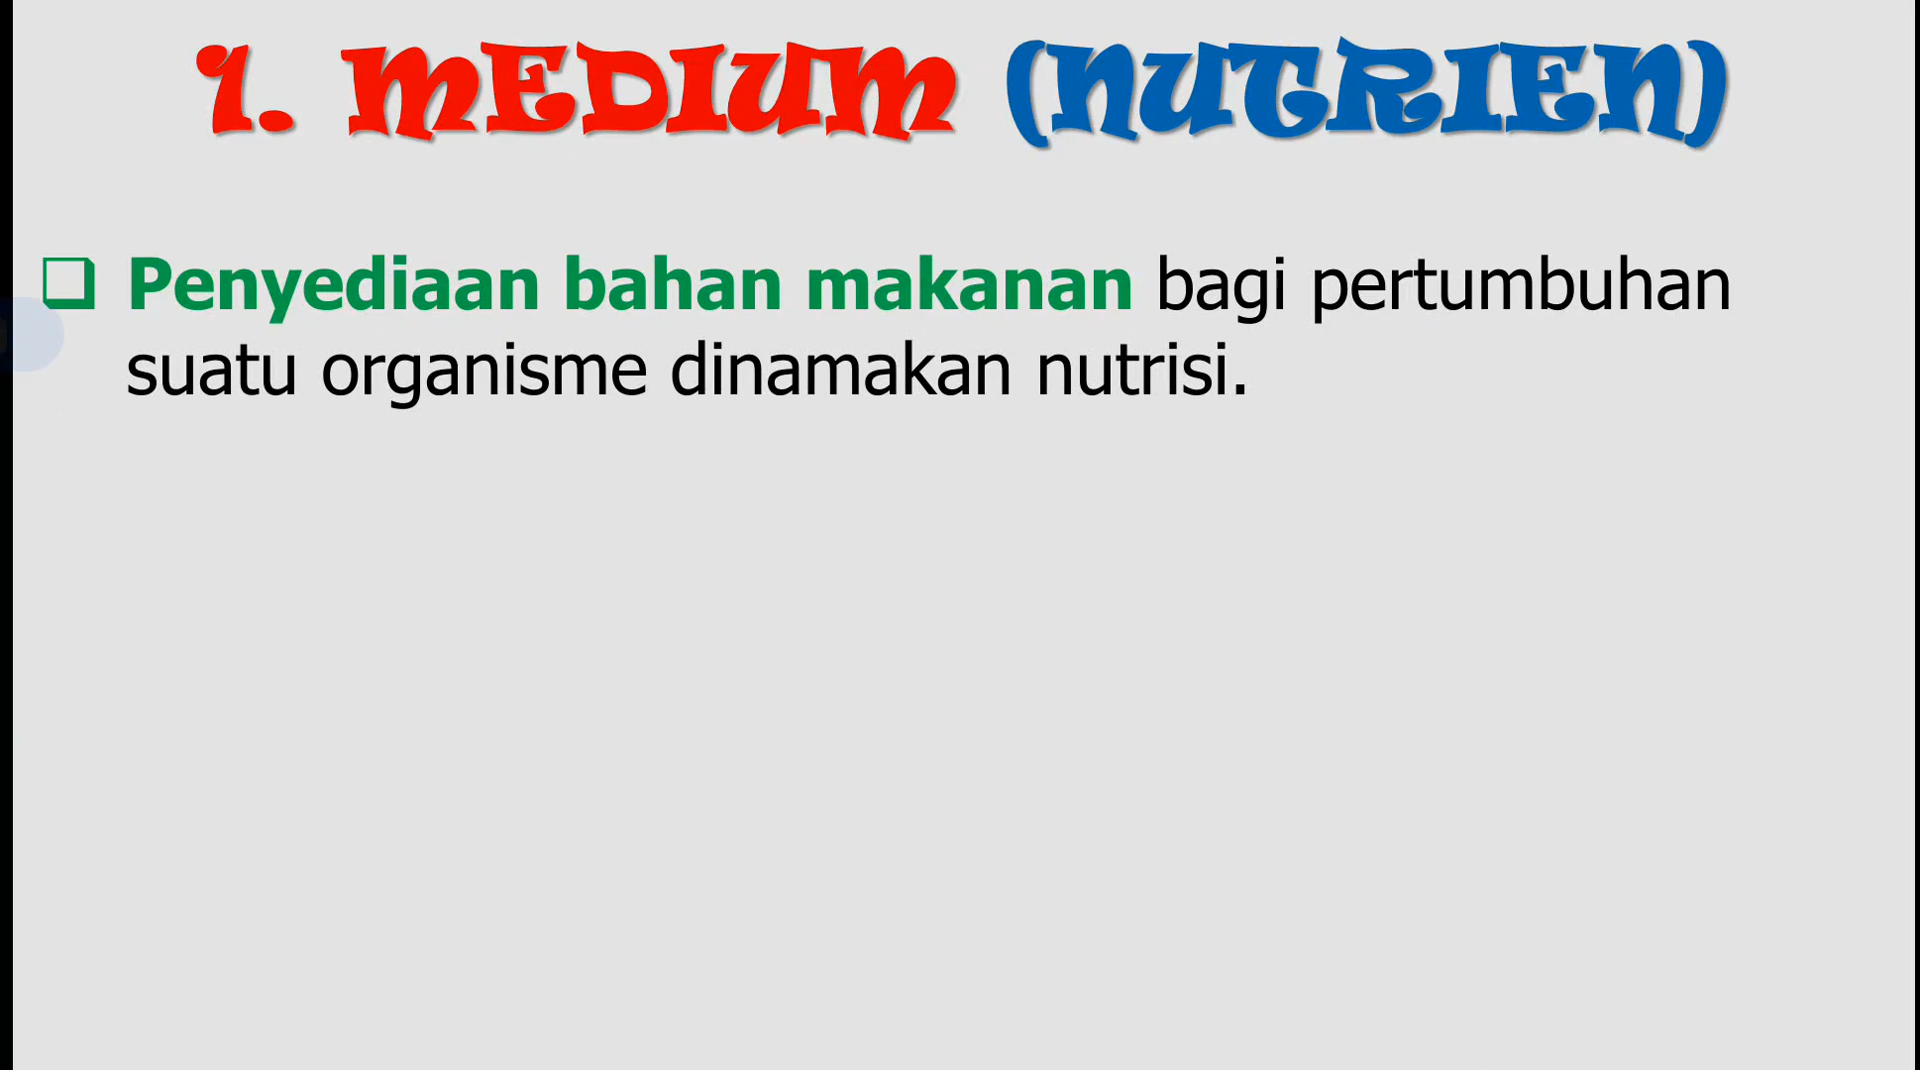 1. MEDIUM (NUTRIEN)
Penyediaan bahan makanan bagi pertumbuhan
suatu organisme dinamakan nutrisi.